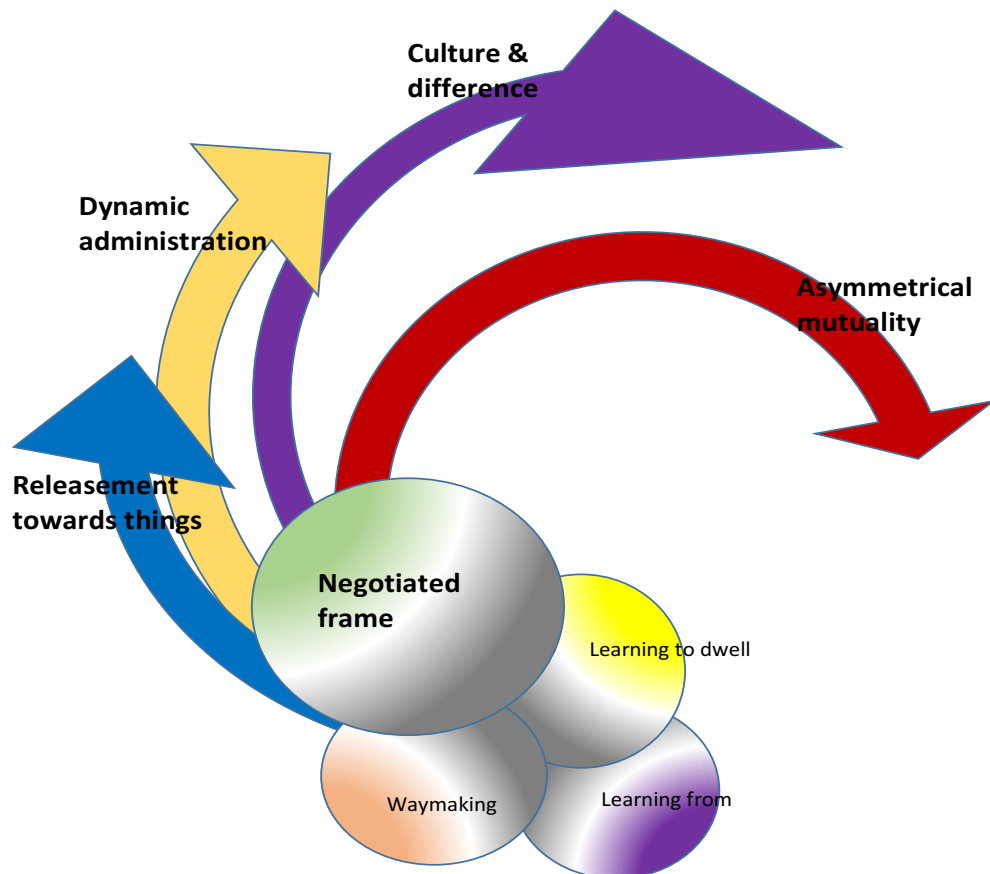 Culture &
difference
Dynamic
administration
Asymmetrical
mutuality
Releasement
towards things
Negotiated
frame
Learning to dwell
Waymaking
Learning from